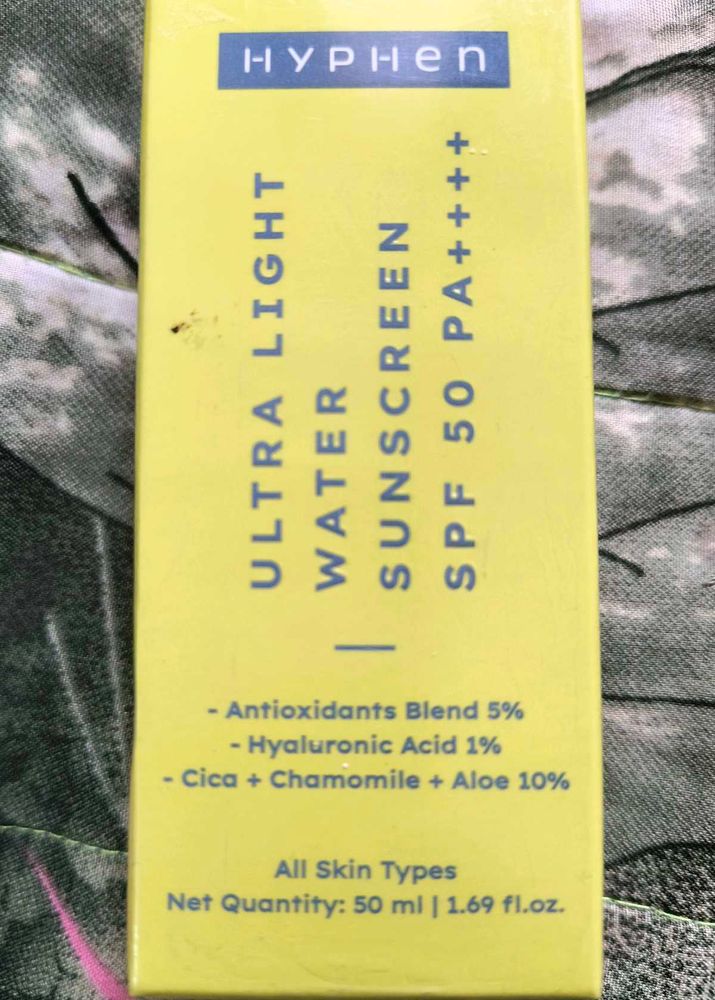 HYPHEN
ULTRA LIGHT
WATER
SUNSCREEN
SPF 50 PA++++
- Antioxidants Blend 5%
- Hyaluronic Acid 1%
- Cica + Chamomile + Aloe 10%
All Skin Types
Net Quantity: 50 ml | 1.69 fl.oz.